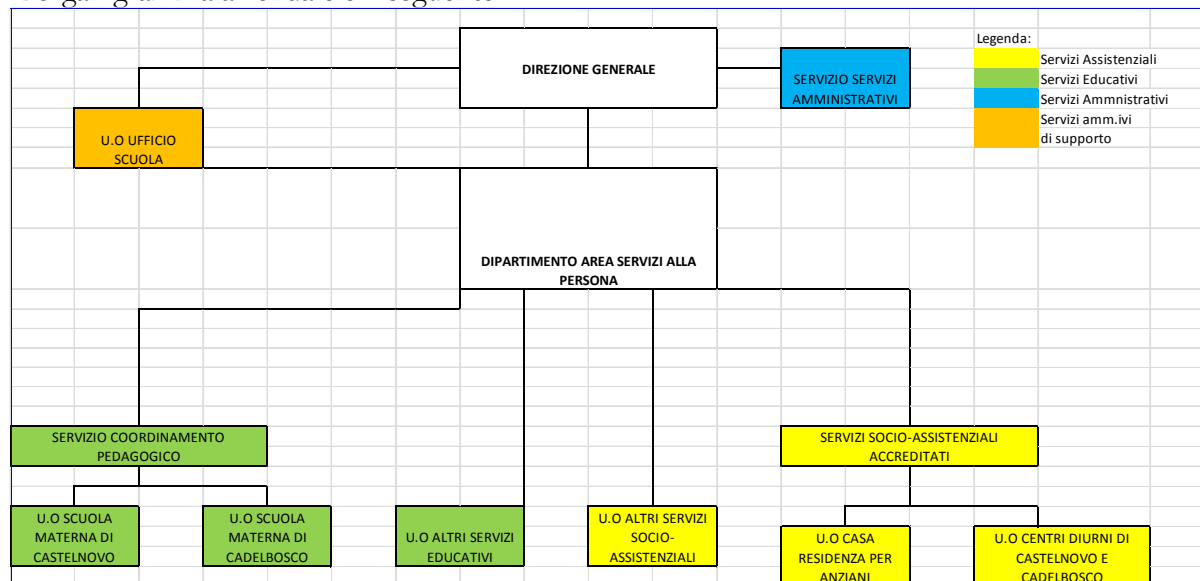 DIREZIONE GENERALE
SERVIZIO SERVIZI
AMMINISTRATIVI
Legenda:
Servizi Assistenziali
Servizi Educativi
Servizi Ammnistrativi
Servizi amm.ivi
di supporto
U.O UFFICIO
SCUOLA
DIPARTIMENTO AREA SERVIZI ALLA
PERSONA
SERVIZIO COORDINAMENTO
PEDAGOGICO
SERVIZI SOCIO-ASSISTENZIALI
ACCREDITATI
U.O SCUOLA
MATERNA DI
CASTELNOVO
U.O SCUOLA
MATERNA DI
CADELBOSCO
U.O ALTRI SERVIZI
EDUCATIVI
U.O ALTRI SERVIZI
SOCIO-
ASSISTENZIALI
U.O CASA
RESIDENZA PER
ANZIANI
U.O CENTRI DIURNI DI
CASTELNOVO E
CADELBOSCO